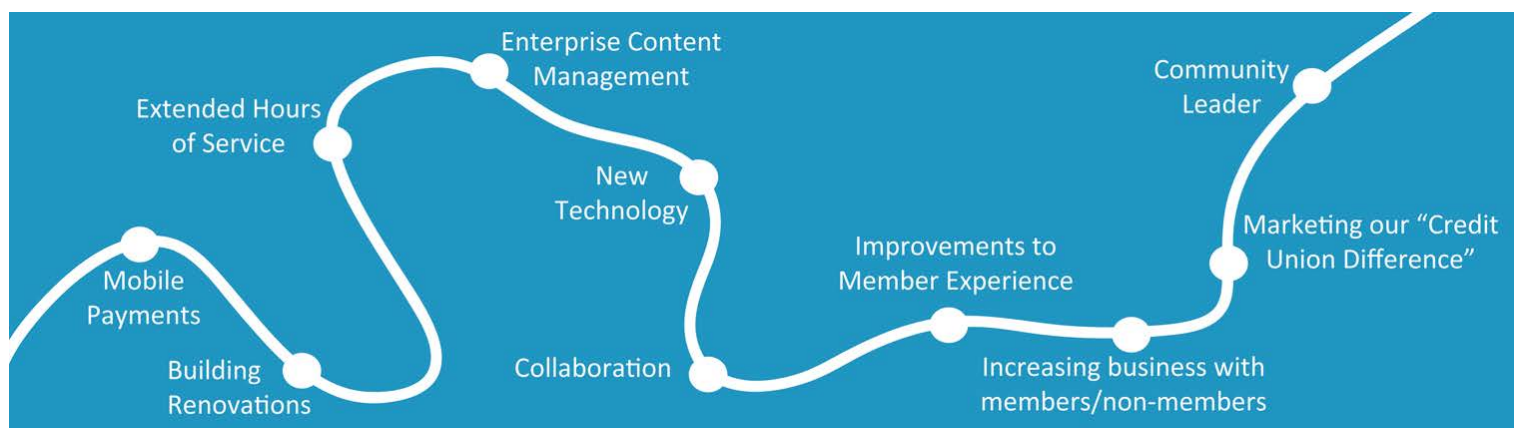 Mobile
Payments
Building
Renovations
Extended Hours
of Service
Enterprise Content
Management
New
Technology
Collaboration
Improvements to
Member Experience
Increasing business with
members/non-members
Marketing our “Credit
Union Difference”
Community
Leader